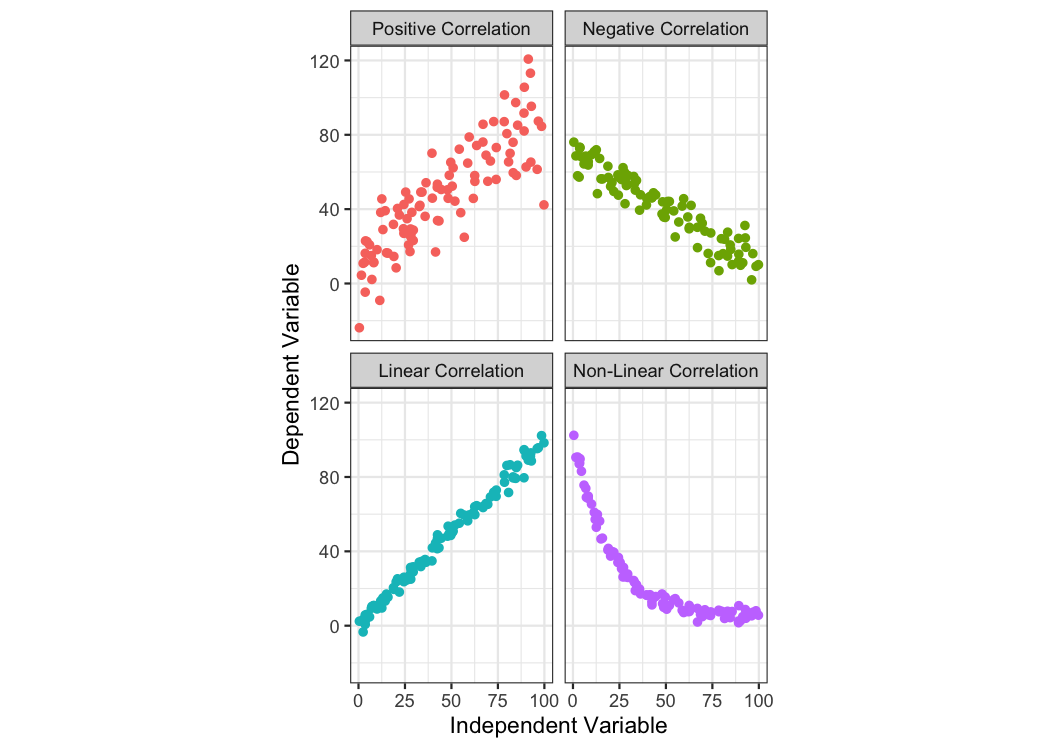 Positive Correlation
Negative Correlation
120
80
40
0
Dependent Variable
Linear Correlation
Non-Linear Correlation
120
80
40
0
0 25 50 75 100 0 25 50 75 100
Independent Variable